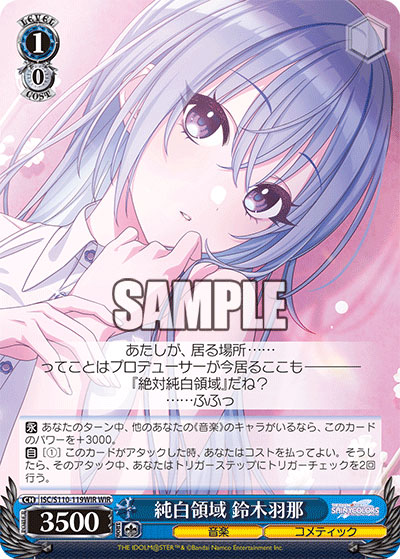 LEVEL
1
0
COST
SAMPLE
あたしが、居る場所……
ってことはプロデューサーが今居るここも────
『絶対純白領域』だね？
……ふふっ
永 あなたのターン中、他のあなたの《音楽》のキャラがいるなら、このカードのパワーを+3000。
自 [①] このカードがアタックした時、あなたはコストを払ってよい。そうしたら、そのアタック中、あなたはトリガーステップにトリガーチェックを2回行う。
ISC/S110-119WIR WIR
3500
純白領域 鈴木羽那
SHINYCOLORS
音楽
コメティック
THE IDOLM@STER™& ©Bandai Namco Entertainment Inc.